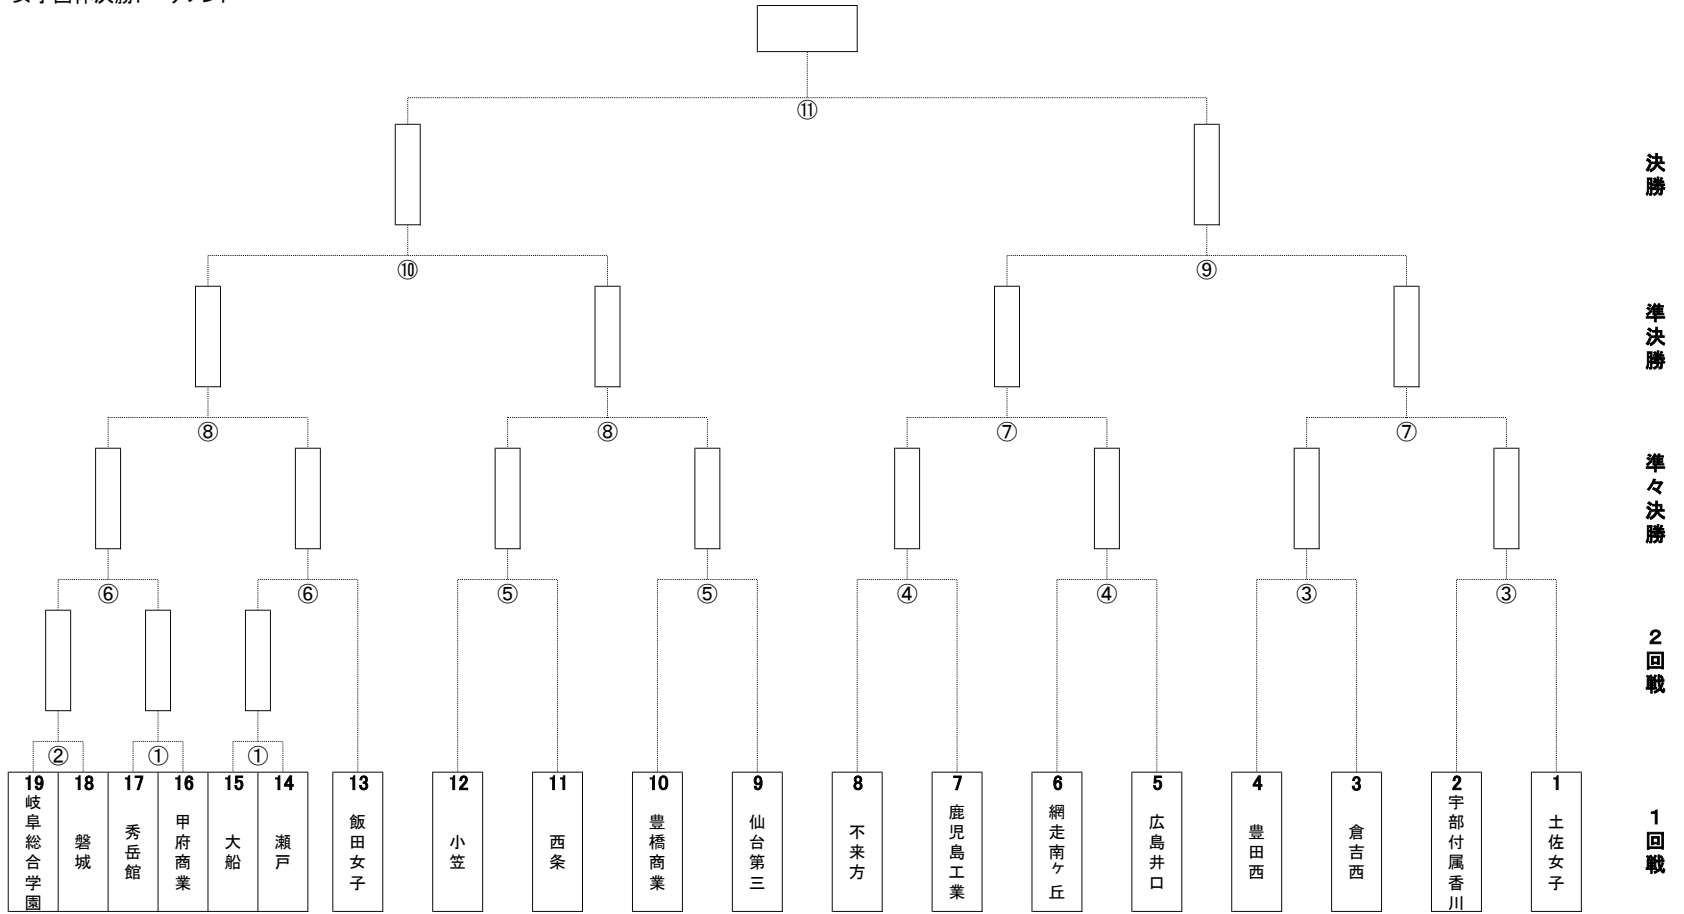 ⑪
決勝
⑩
⑨
準決勝
⑧
⑧
⑦
⑦
準々決勝
⑥
⑥
⑤
⑤
④
④
③
③
2回戦
②
①
①
19
18
17
16
15
14
13
12
11
10
9
8
7
6
5
4
3
2
1
岐阜総合学園
磐城
秀岳館
甲府商業
大船
瀬戸
飯田女子
小笠
西条
豊橋商業
仙台第三
不来方
鹿児島工業
網走南ヶ丘
広島井口
豊田西
倉吉西
宇部付属香川
土佐女子
1回戦